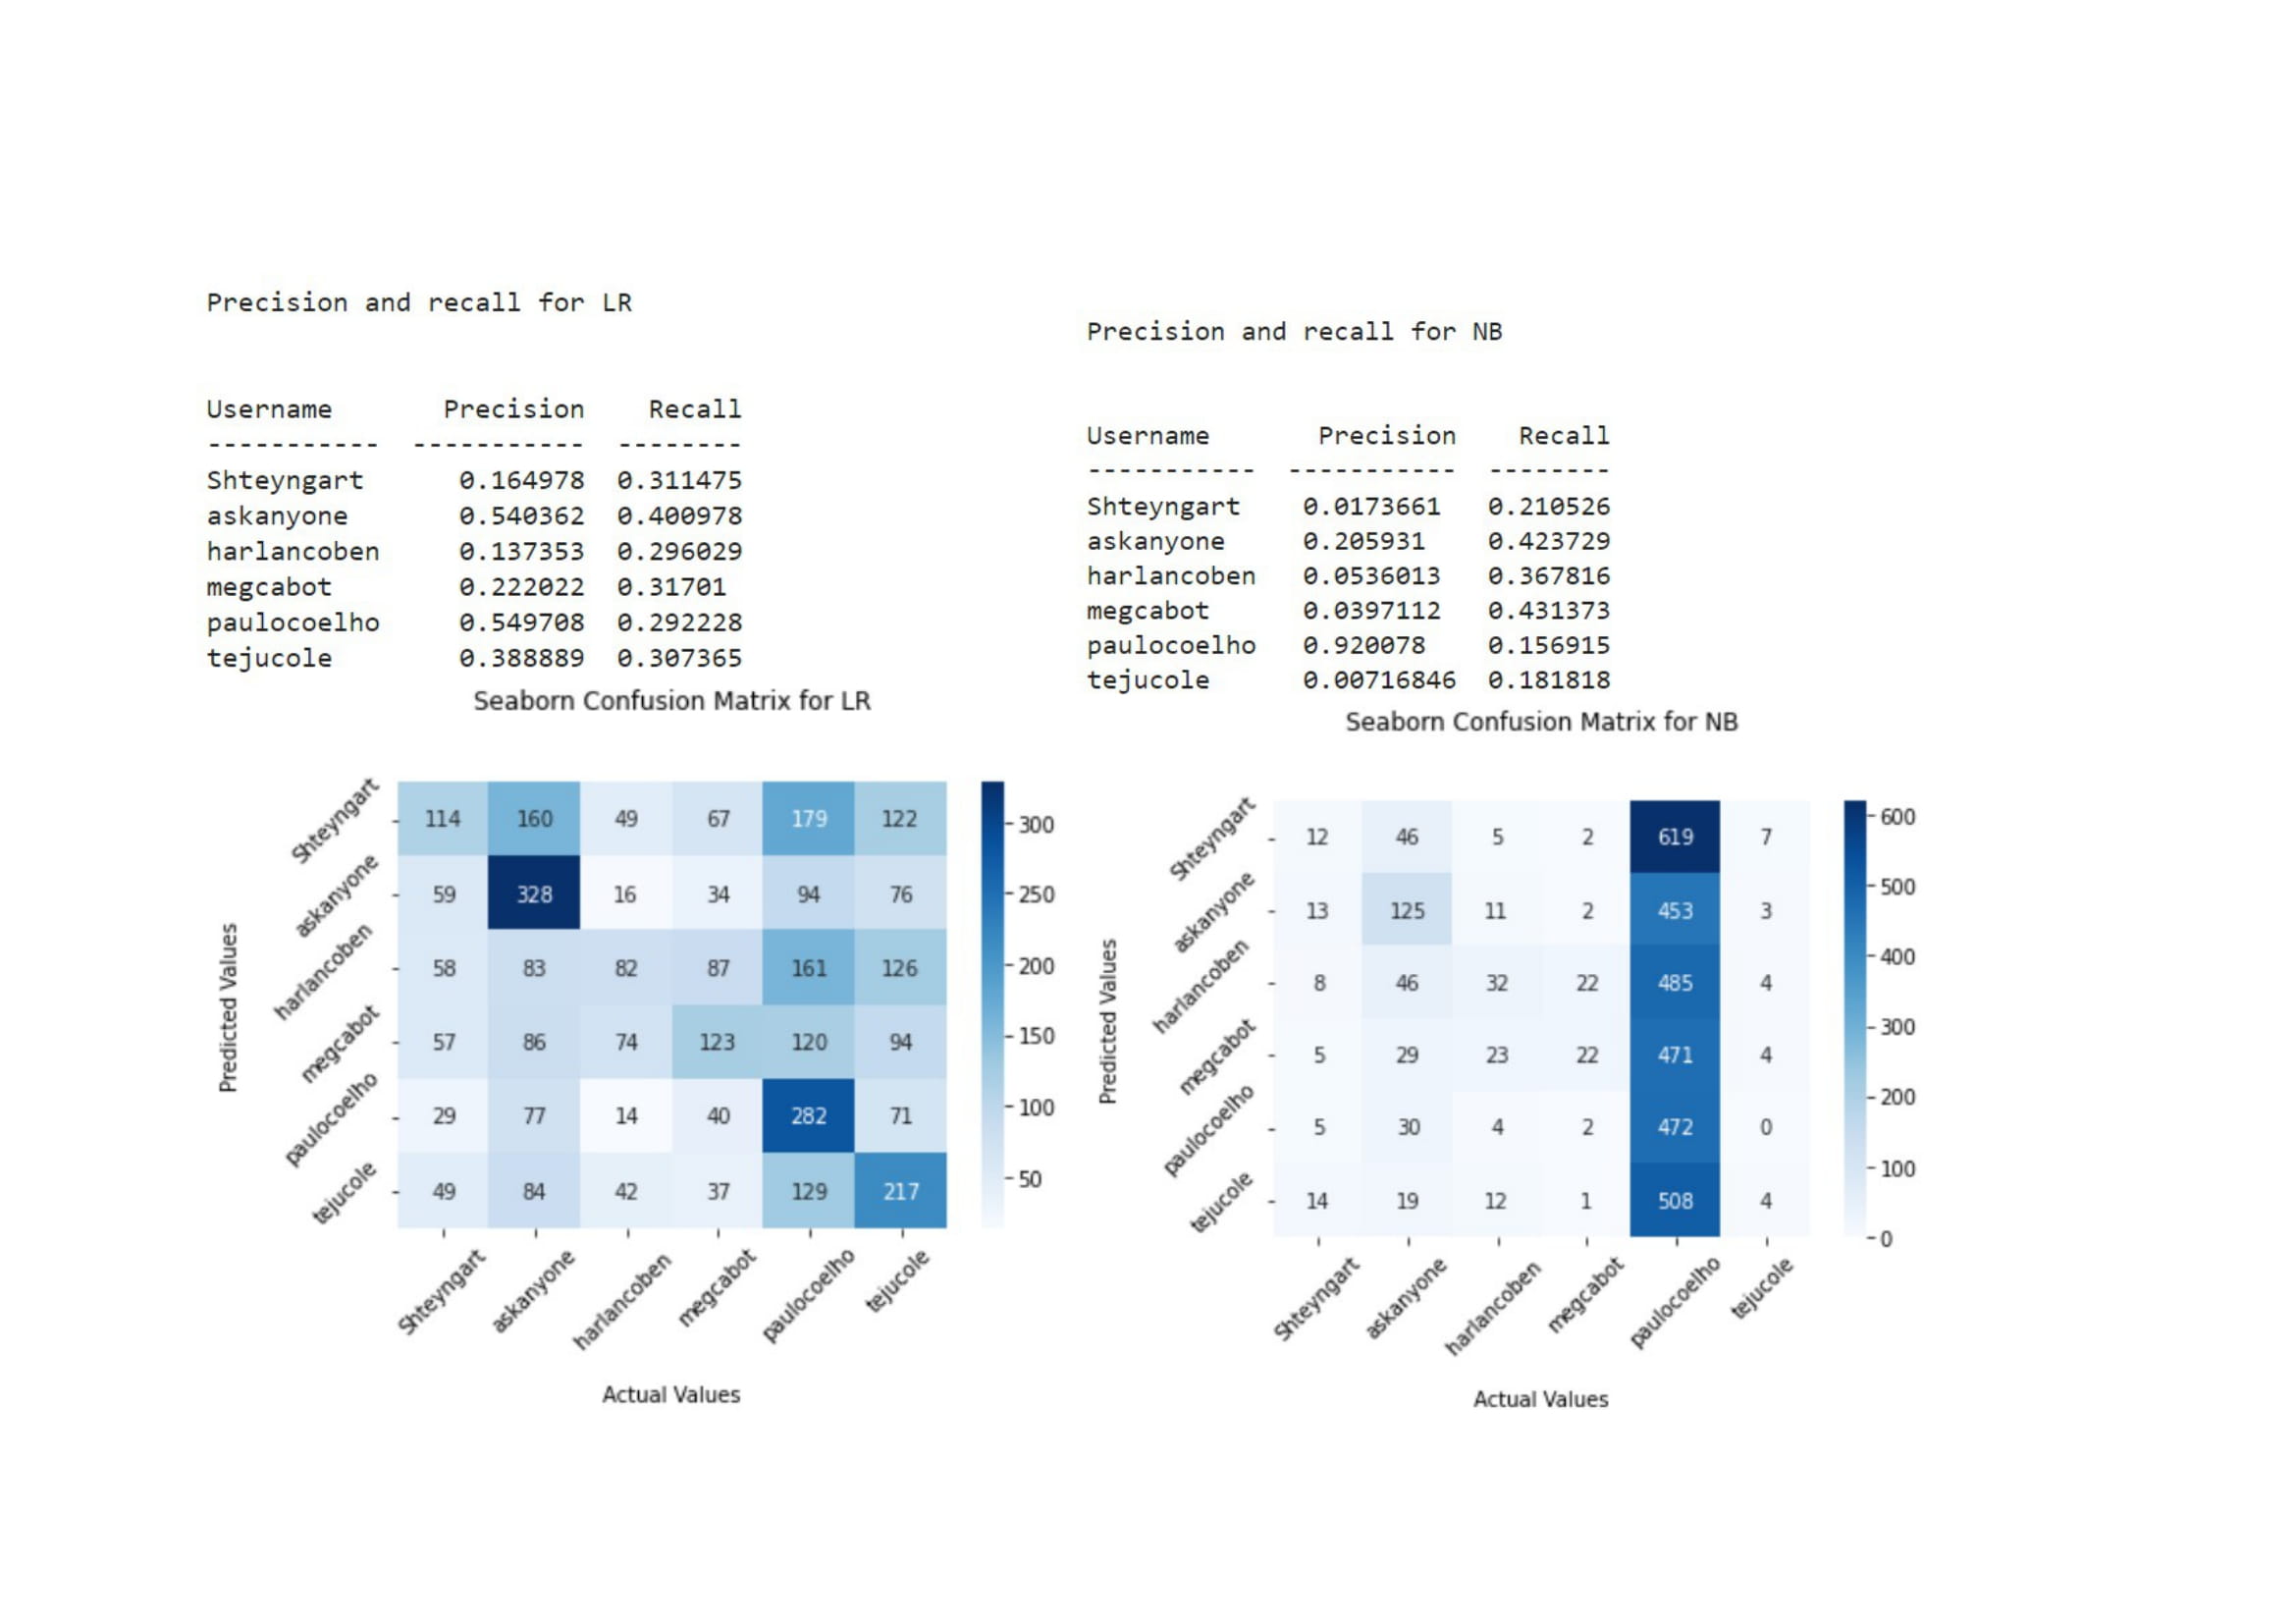 Precision and recall for LR
Username Precision Recall
----------- ----------- --------
Shteyngart 0.164978 0.311475
askanyone 0.540362 0.400978
harlancoben 0.137353 0.296029
megcabot 0.222022 0.31701
paulocoelho 0.549708 0.292228
tejucole 0.388889 0.307365
Seaborn Confusion Matrix for LR
Predicted Values
Shteyngart 114 160 49 67 179 122
askanyone 59 328 16 34 94 76
harlancoben 58 83 82 87 161 126
megcabot 57 86 74 123 120 94
paulocoelho 29 77 14 40 282 71
tejucole 49 84 42 37 129 217
300
250
200
150
100
50
Shteyngart askanyone harlancoben megcabot paulocoelho tejucole
Actual Values
Precision and recall for NB
Username Precision Recall
----------- ----------- --------
Shteyngart 0.0173661 0.210526
askanyone 0.205931 0.423729
harlancoben 0.0536013 0.367816
megcabot 0.0397112 0.431373
paulocoelho 0.920078 0.156915
tejucole 0.00716846 0.181818
Seaborn Confusion Matrix for NB
Predicted Values
Shteyngart 12 46 5 2 619 7
askanyone 13 125 11 2 453 3
harlancoben 8 46 32 22 485 4
megcabot 5 29 23 22 471 4
paulocoelho 5 30 4 2 472 0
tejucole 14 19 12 1 508 4
600
500
400
300
200
100
0
Shteyngart askanyone harlancoben megcabot paulocoelho tejucole
Actual Values